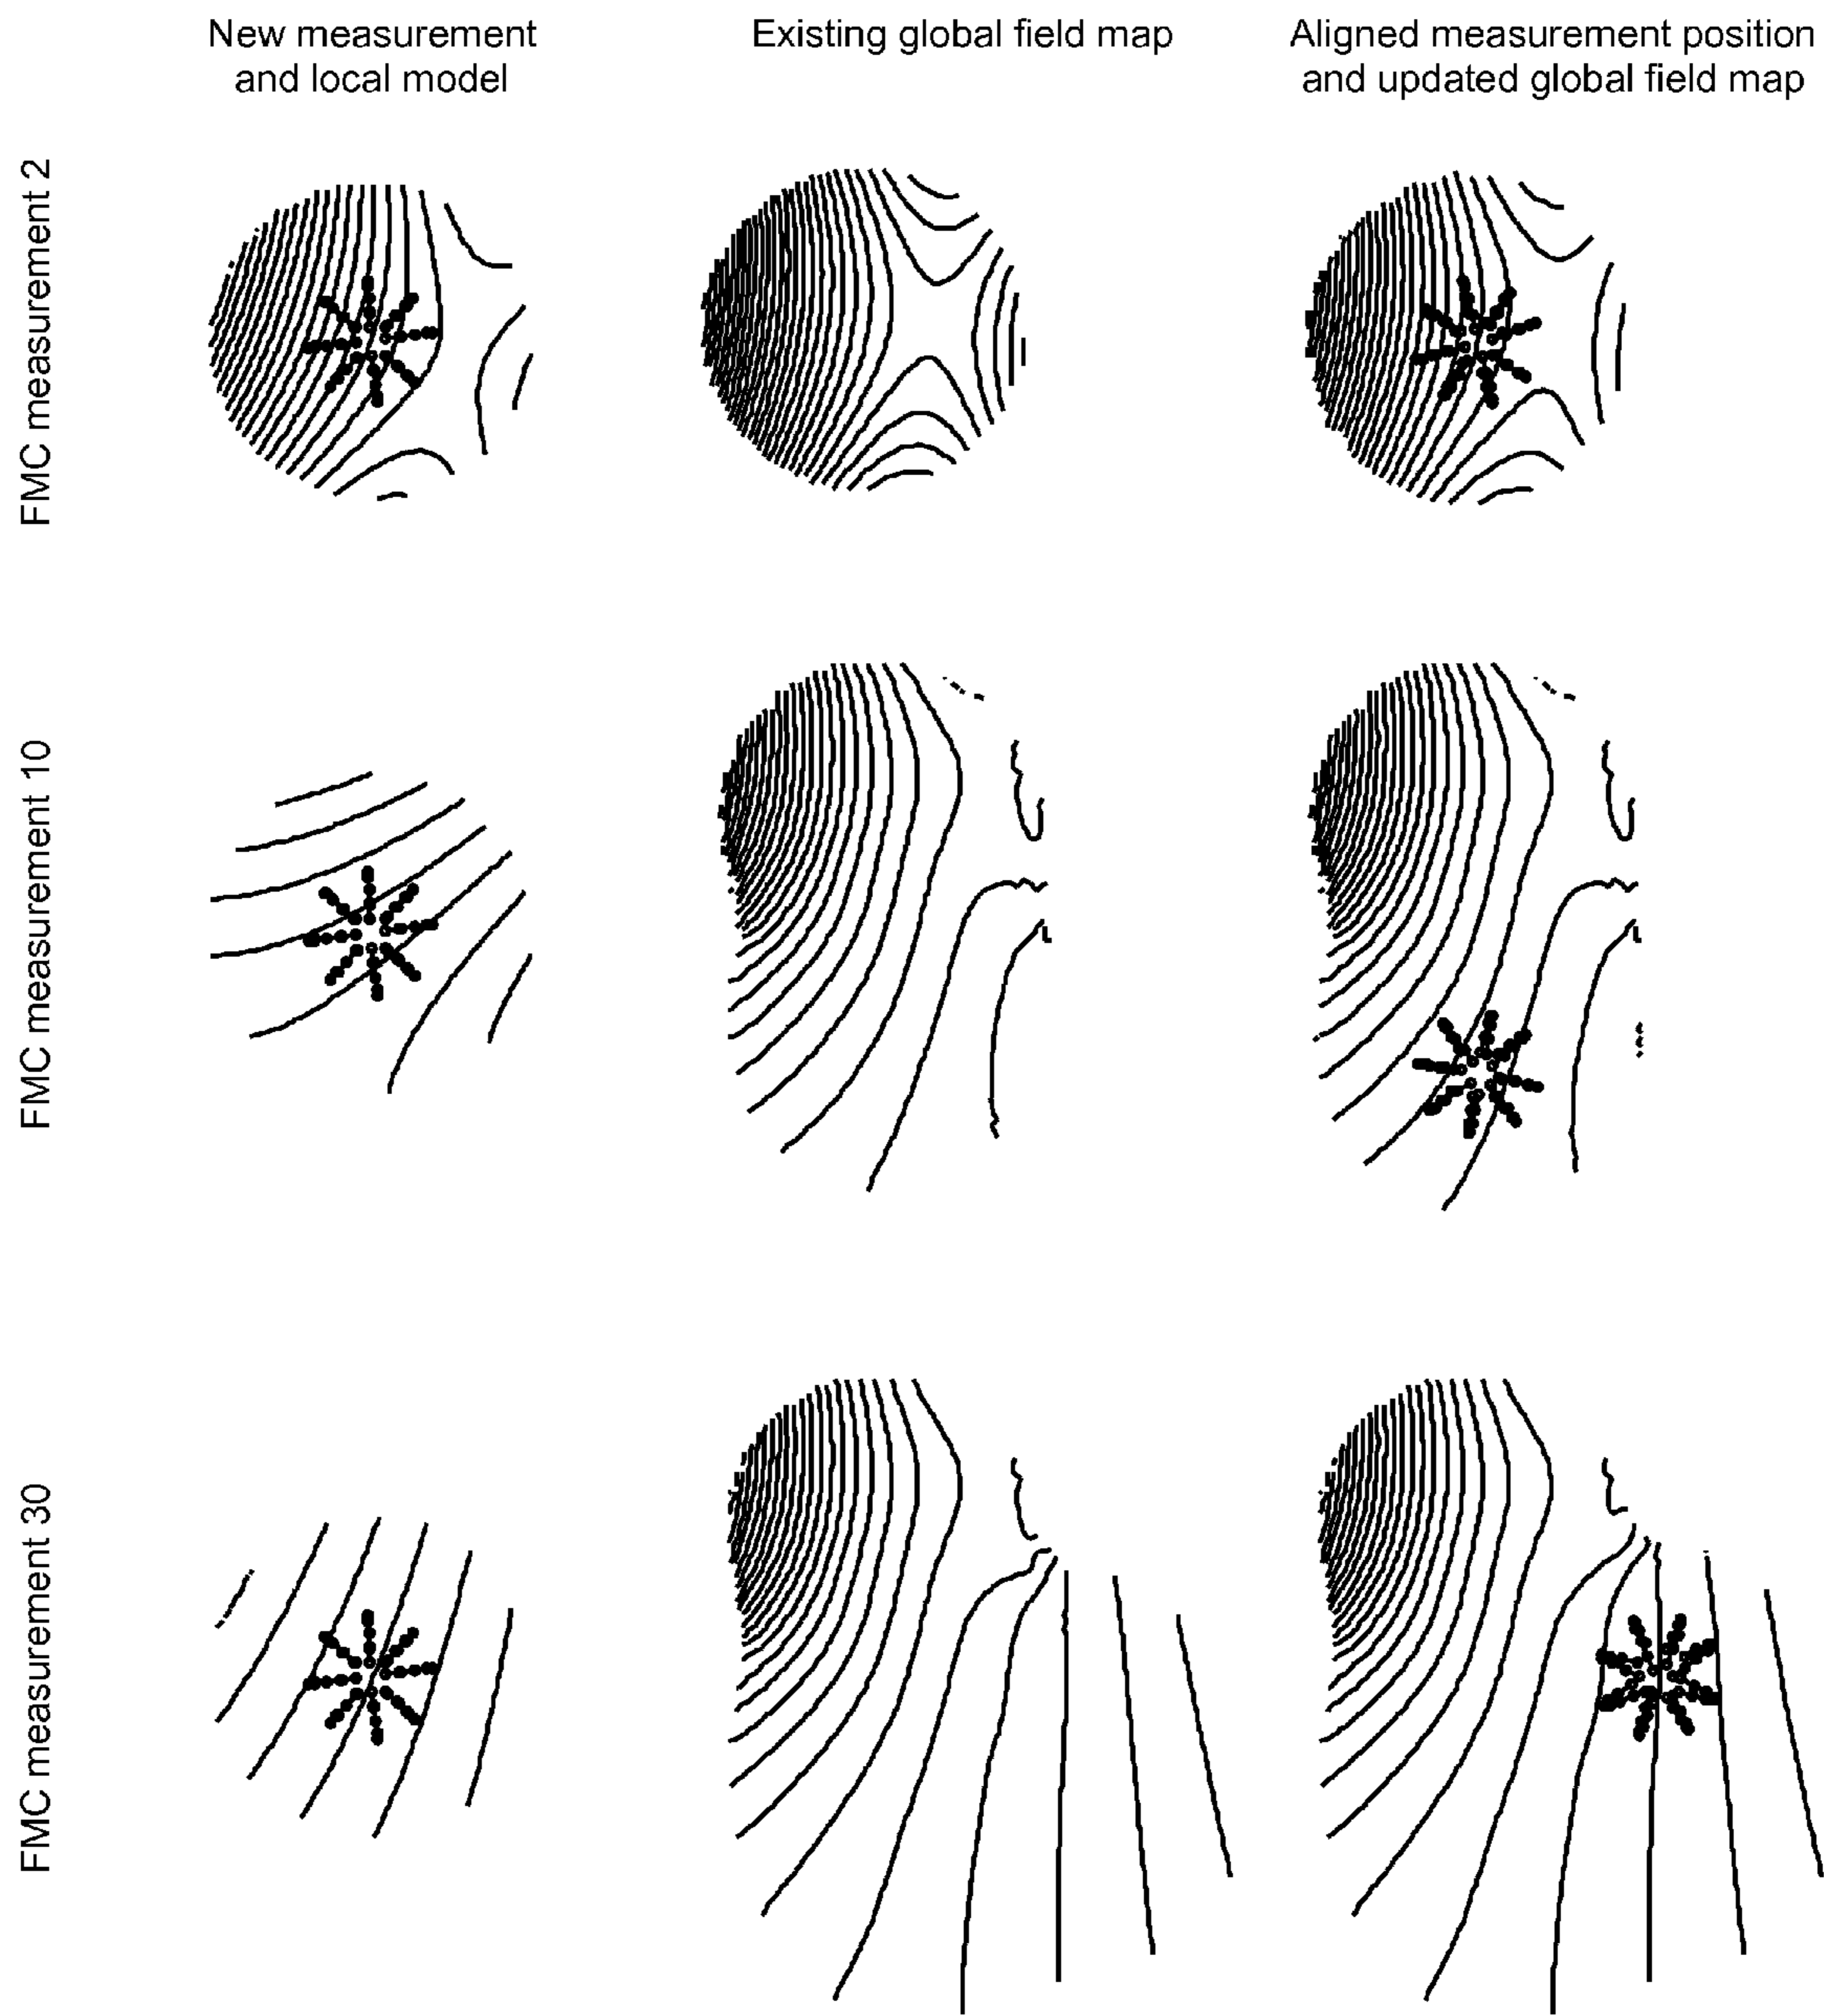 New measurement
and local model
Existing global field map
Aligned measurement position
and updated global field map
FMC measurement 2
FMC measurement 10
FMC measurement 30